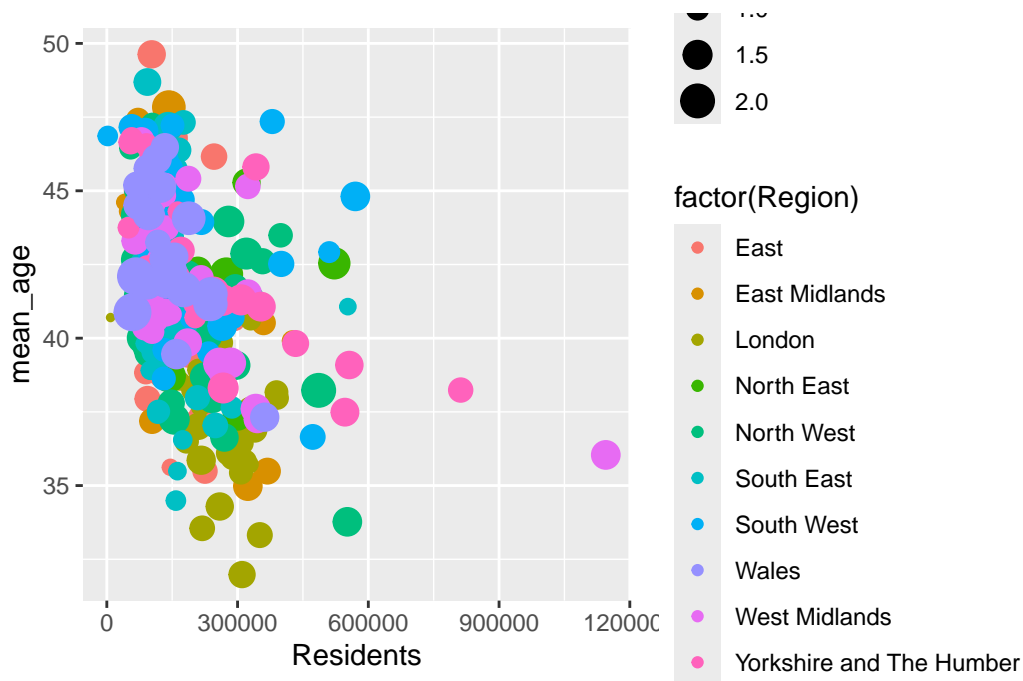 50
45
40
35
mean_age
0
300000
600000
900000
120000
Residents
1.5
2.0
factor(Region)
East
East Midlands
London
North East
North West
South East
South West
Wales
West Midlands
Yorkshire and The Humber